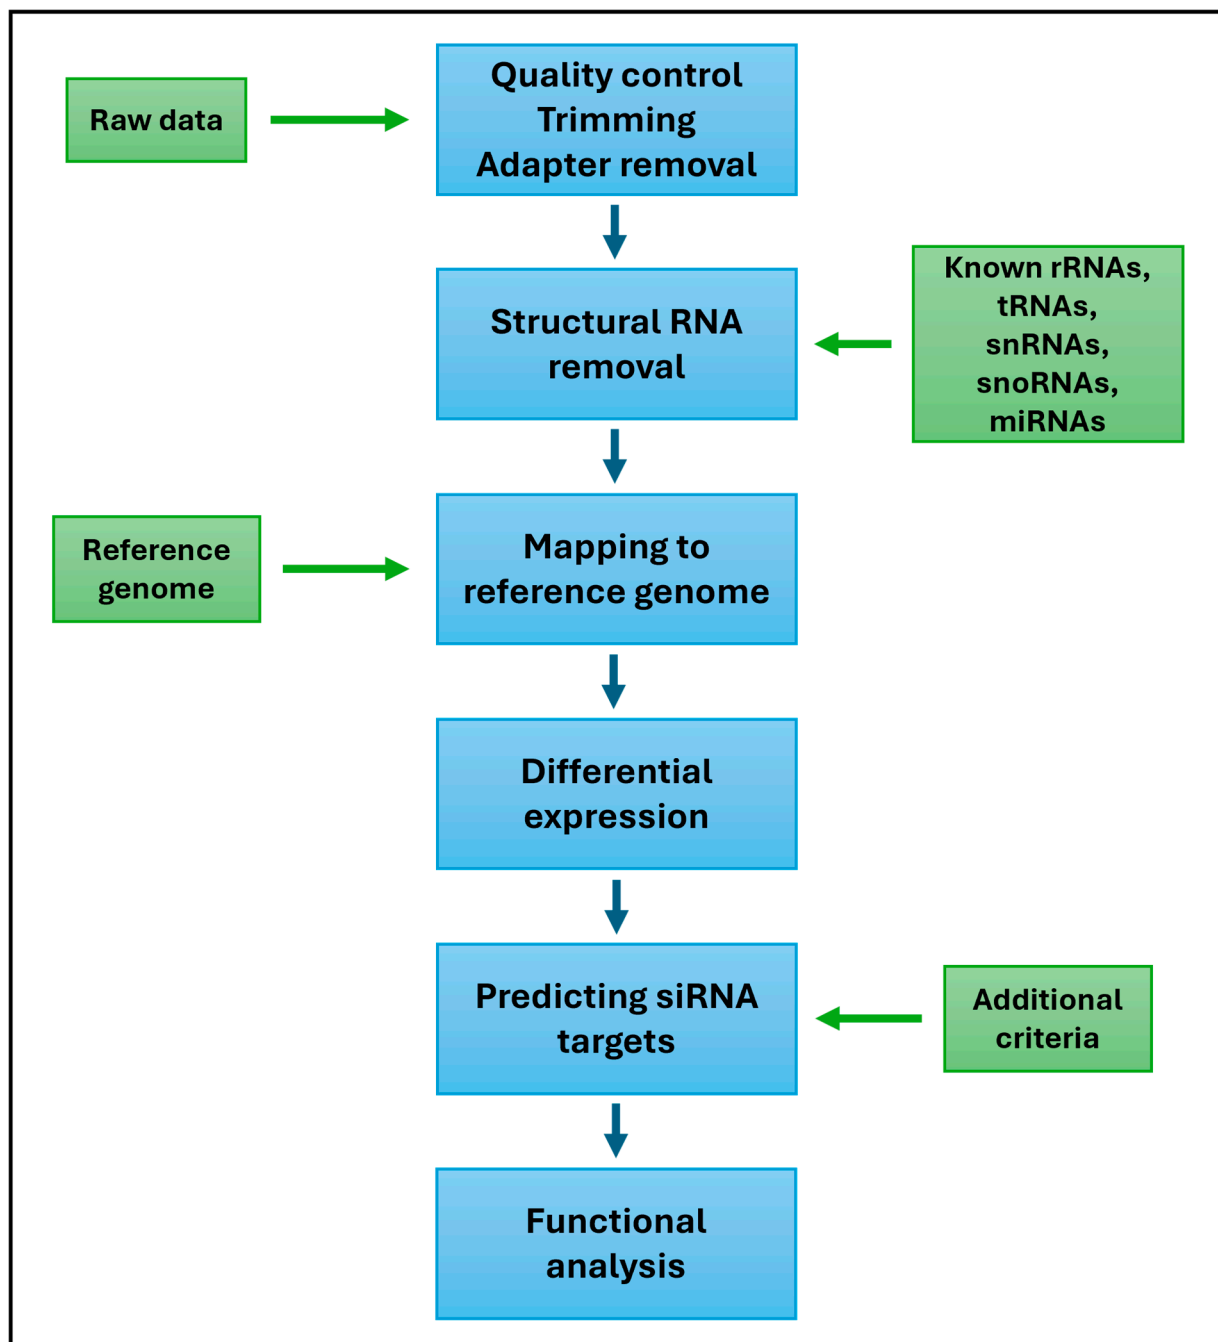 Raw data
Quality control
Trimming
Adapter removal
Structural RNA
removal
Known rRNAs,
tRNAs,
snRNAs,
snoRNAs,
miRNAs
Reference
genome
Mapping to
reference genome
Differential
expression
Predicting siRNA
targets
Additional
criteria
Functional
analysis